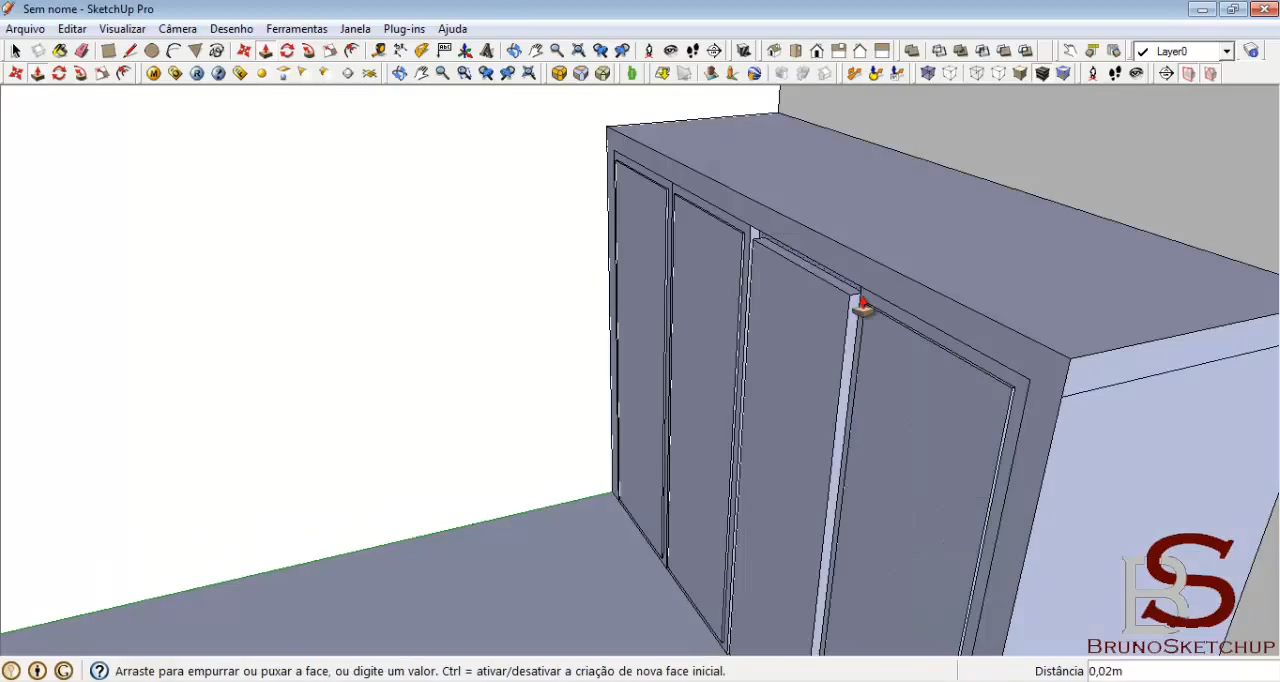 Sem nome - SketchUp Pro
Arquivo Editar Visualizar Câmera Desenho Ferramentas Janela Plug-ins Ajuda
Layer0
BS
BRUNOSKETCHUP
Arraste para empurrar ou puxar a face, ou digite um valor. Ctrl = ativar/desativar a criação de nova face inicial.
Distância 0,02m